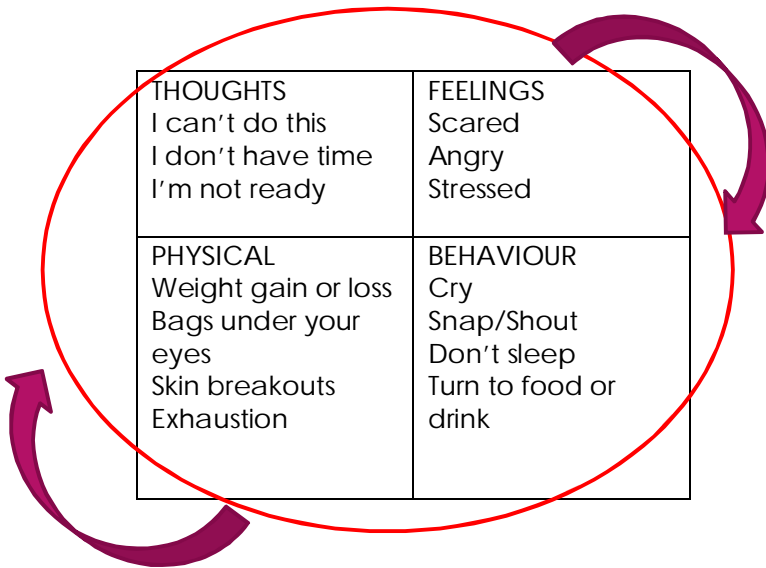 THOUGHTS
I can't do this
I don't have time
I'm not ready
FEELINGS
Scared
Angry
Stressed
PHYSICAL
Weight gain or loss
Bags under your
eyes
Skin breakouts
Exhaustion
BEHAVIOUR
Cry
Snap/Shout
Don't sleep
Turn to food or
drink